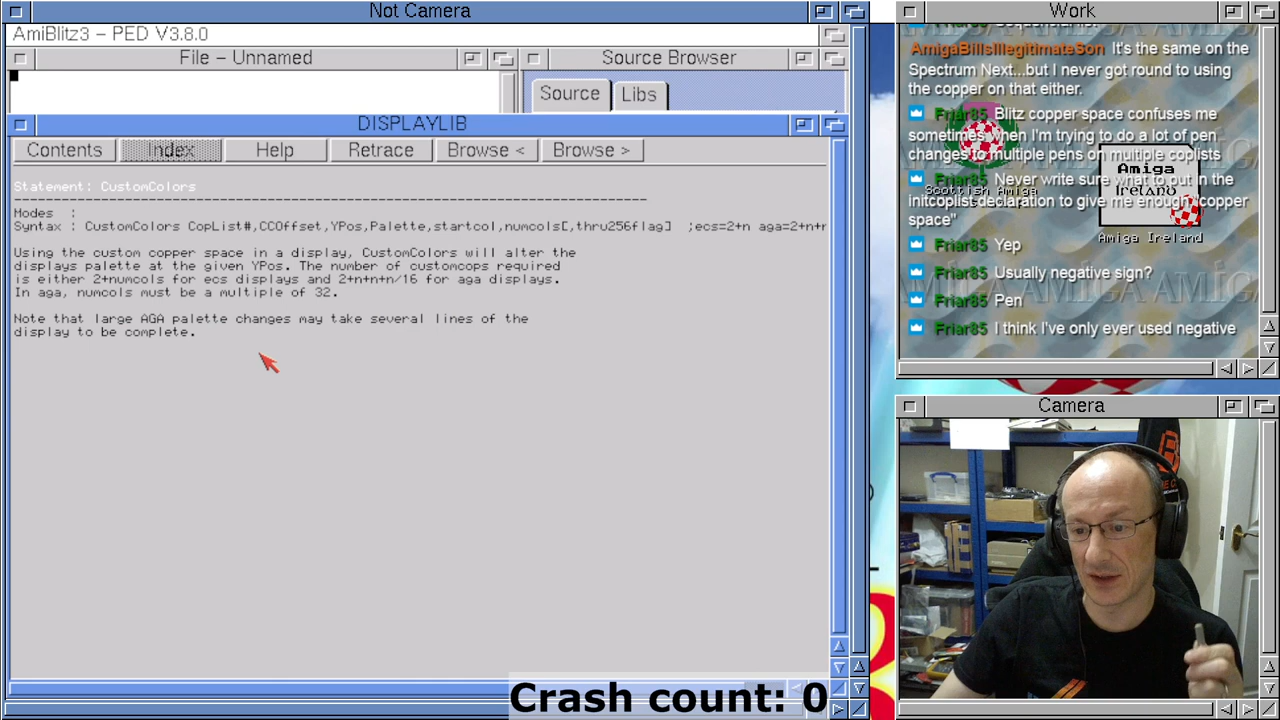 Not Camera
AmiBlitz3 – PED V3.8.0
File – Unnamed
Source Browser
Source
Libs
DISPLAYLIB
Contents
Index
Help
Retrace
Browse <
Browse >
Statement: CustomColors
Modes :
Syntax : CustomColors CopList#,CCOffset,YPos,Palette,startcol,numcols[,thru256flag] ;ecs=2+n aga=2+n+n
Using the custom copper space in a display, CustomColors will alter the
displays palette at the given YPos. The number of customcops required
is either 2+numcols for ecs displays and 2+n+n+n/16 for aga displays.
In aga, numcols must be a multiple of 32.
Note that large AGA palette changes may take several lines of the
display to be complete.
Crash count: 0
Work
AmigaBillsIllegitimateSon It's the same on the
Spectrum Next...but I never got round to using
the copper on that either.
Friar85 Blitz copper space confuses me
sometimes when I'm trying to do a lot of pen
changes to multiple pens on multiple coplists
Friar85 Never write sure what to put in the
initcoplist declaration to give me enough "copper
space"
Friar85 Yep
Friar85 Usually negative sign?
Friar85 Pen
Friar85 I think I've only ever used negative
Scottish Amiga
Amiga
Ireland
Amiga Ireland
Camera